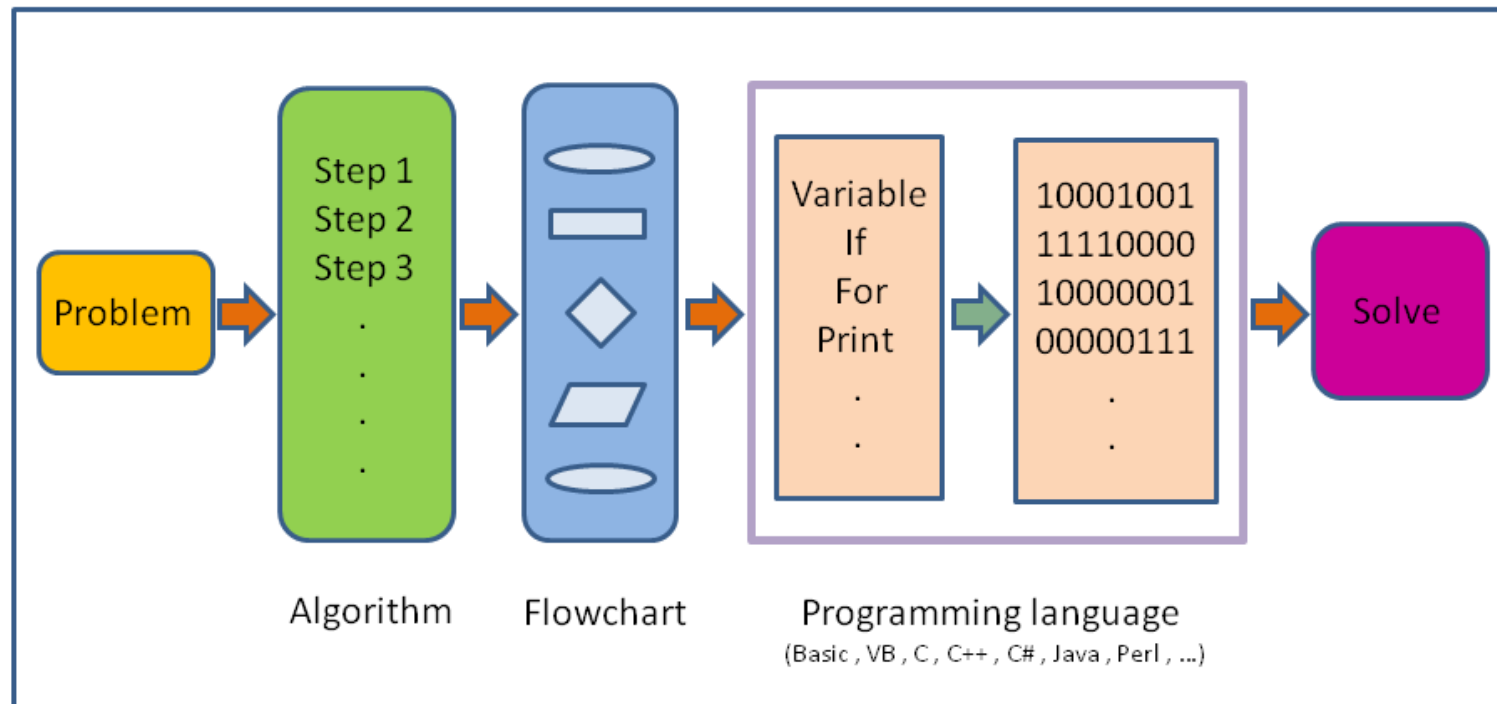 Problem
Step 1
Step 2
Step 3
.
.
.
.
Algorithm
Flowchart
Variable
If
For
Print
.
.
10001001
11110000
10000001
00000111
.
.
Programming language
(Basic , VB , C , C++ , C# , Java , Perl , ...)
Solve